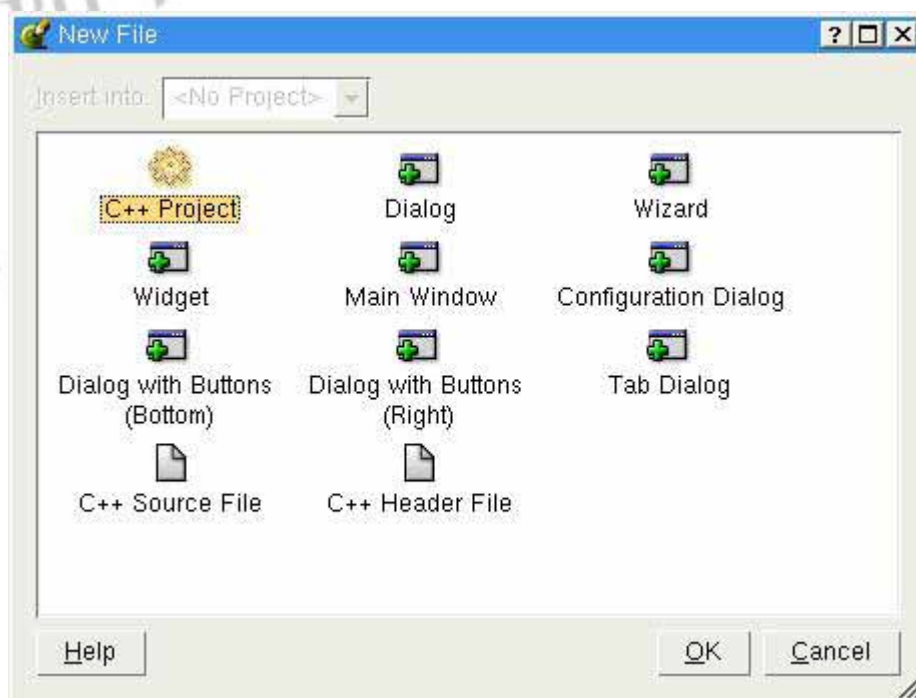 New File
Insert into: <No Project>
C++ Project
Dialog
Wizard
Widget
Main Window
Configuration Dialog
Dialog with Buttons
(Bottom)
Dialog with Buttons
(Right)
Tab Dialog
C++ Source File
C++ Header File
Help
OK
Cancel